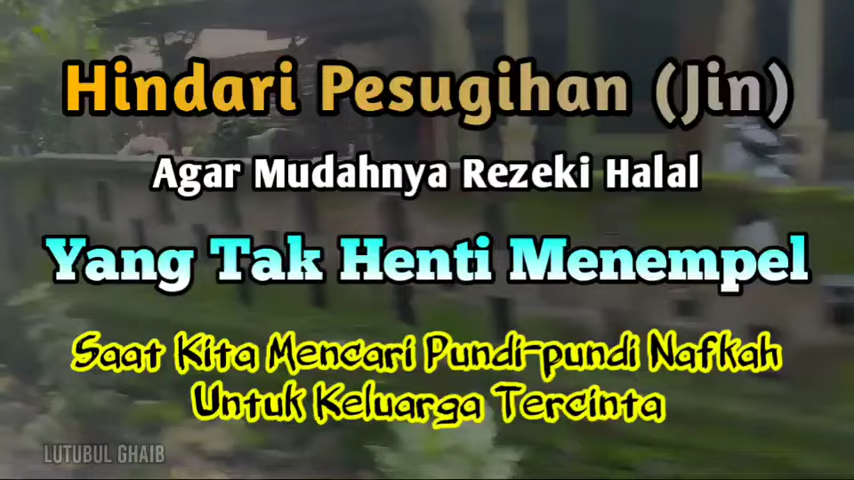 Hindari Pesugihan (Jin)
Agar Mudahnya Rezeki Halal
Yang Tak Henti Menempel
Saat Kita Mencari Pundi-pundi Nafkah
Untuk Keluarga Tercinta
LUTUBUL GHAIB